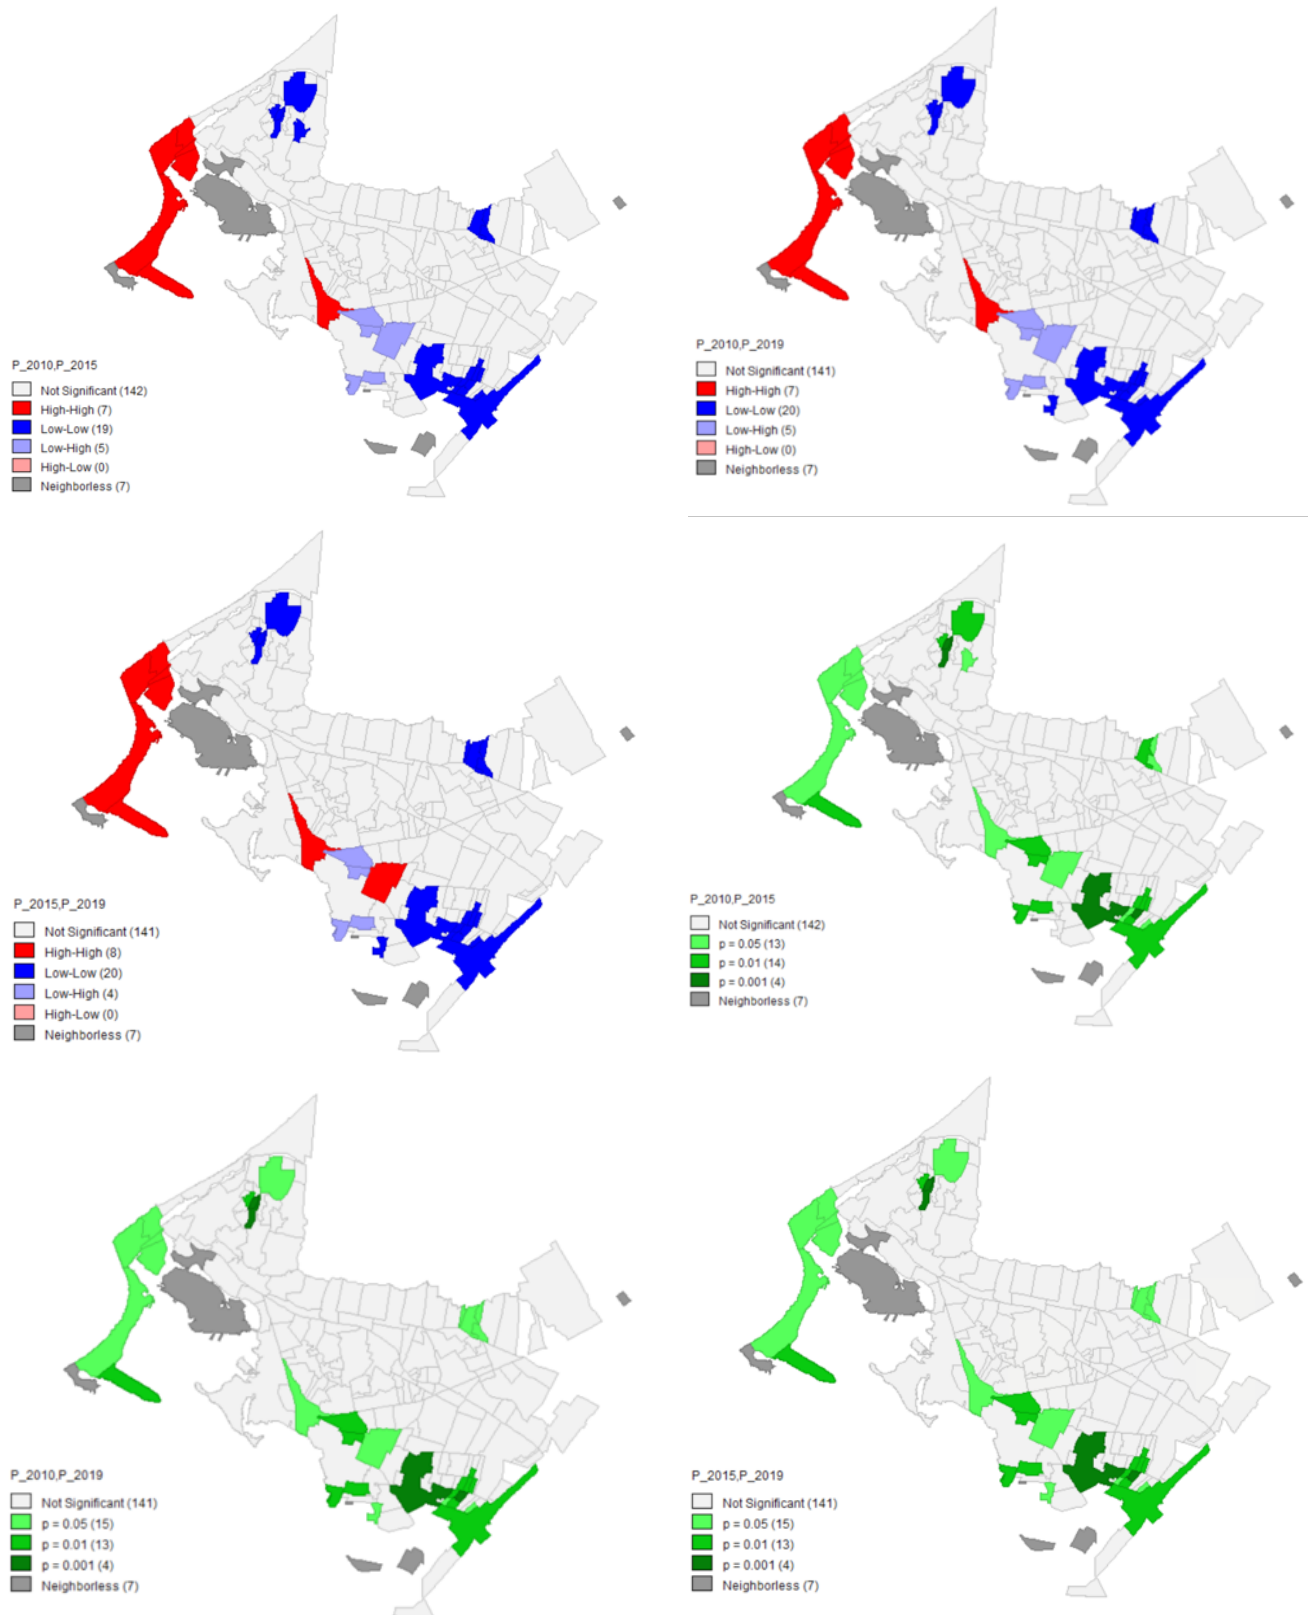 P_2010,P_2015
Not Significant (142)
High-High (7)
Low-Low (19)
Low-High (5)
High-Low (0)
Neighborless (7)
P_2010,P_2019
Not Significant (141)
High-High (7)
Low-Low (20)
Low-High (5)
High-Low (0)
Neighborless (7)
P_2015,P_2019
Not Significant (141)
High-High (8)
Low-Low (20)
Low-High (4)
High-Low (0)
Neighborless (7)
P_2010,P_2015
Not Significant (142)
p = 0.05 (13)
p = 0.01 (14)
p = 0.001 (4)
Neighborless (7)
P_2010,P_2019
Not Significant (141)
p = 0.05 (15)
p = 0.01 (13)
p = 0.001 (4)
Neighborless (7)
P_2015,P_2019
Not Significant (141)
p = 0.05 (15)
p = 0.01 (13)
p = 0.001 (4)
Neighborless (7)